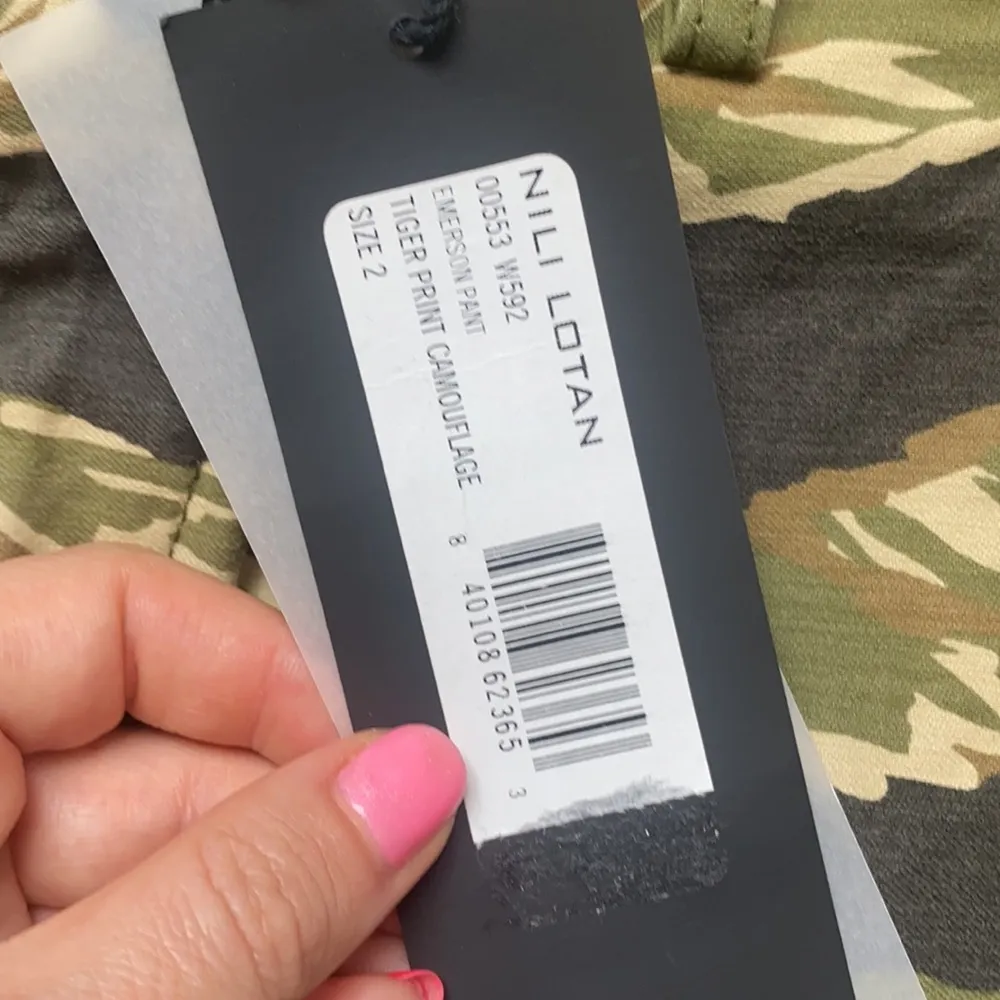 NILI LOTAN
00553 W592
EMERSON PANT
TIGER PRINT CAMOUFLAGE
SIZE 2
8 40108 62365 3